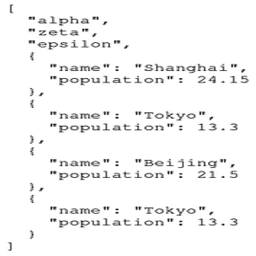 [
  "alpha",
  "zeta",
  "epsilon",
  {
    "name": "Shanghai",
    "population": 24.15
  },
  {
    "name": "Tokyo",
    "population": 13.3
  },
  {
    "name": "Beijing",
    "population": 21.5
  },
  {
    "name": "Tokyo",
    "population": 13.3
  }
]